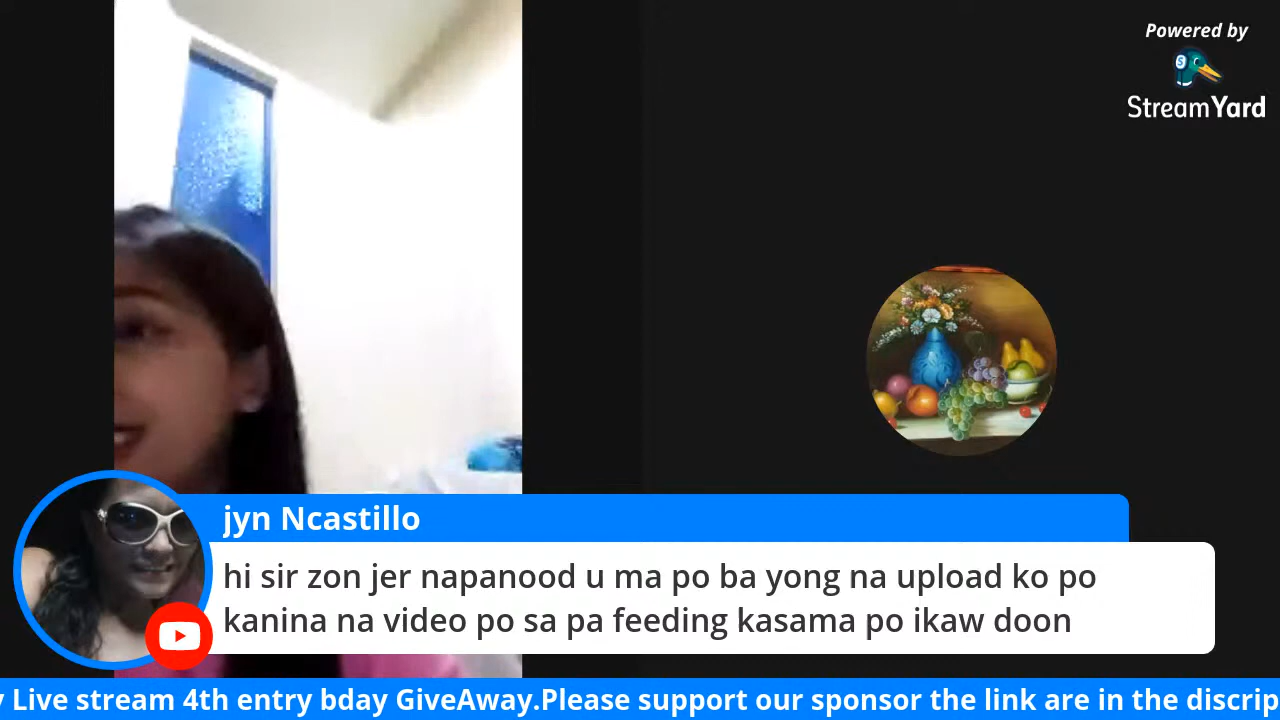 Powered by
StreamYard
jyn Ncastillo
hi sir zon jer napanood u ma po ba yong na upload ko po
kanina na video po sa pa feeding kasama po ikaw doon
Live stream 4th entry bday GiveAway.Please support our sponsor the link are in the discrip